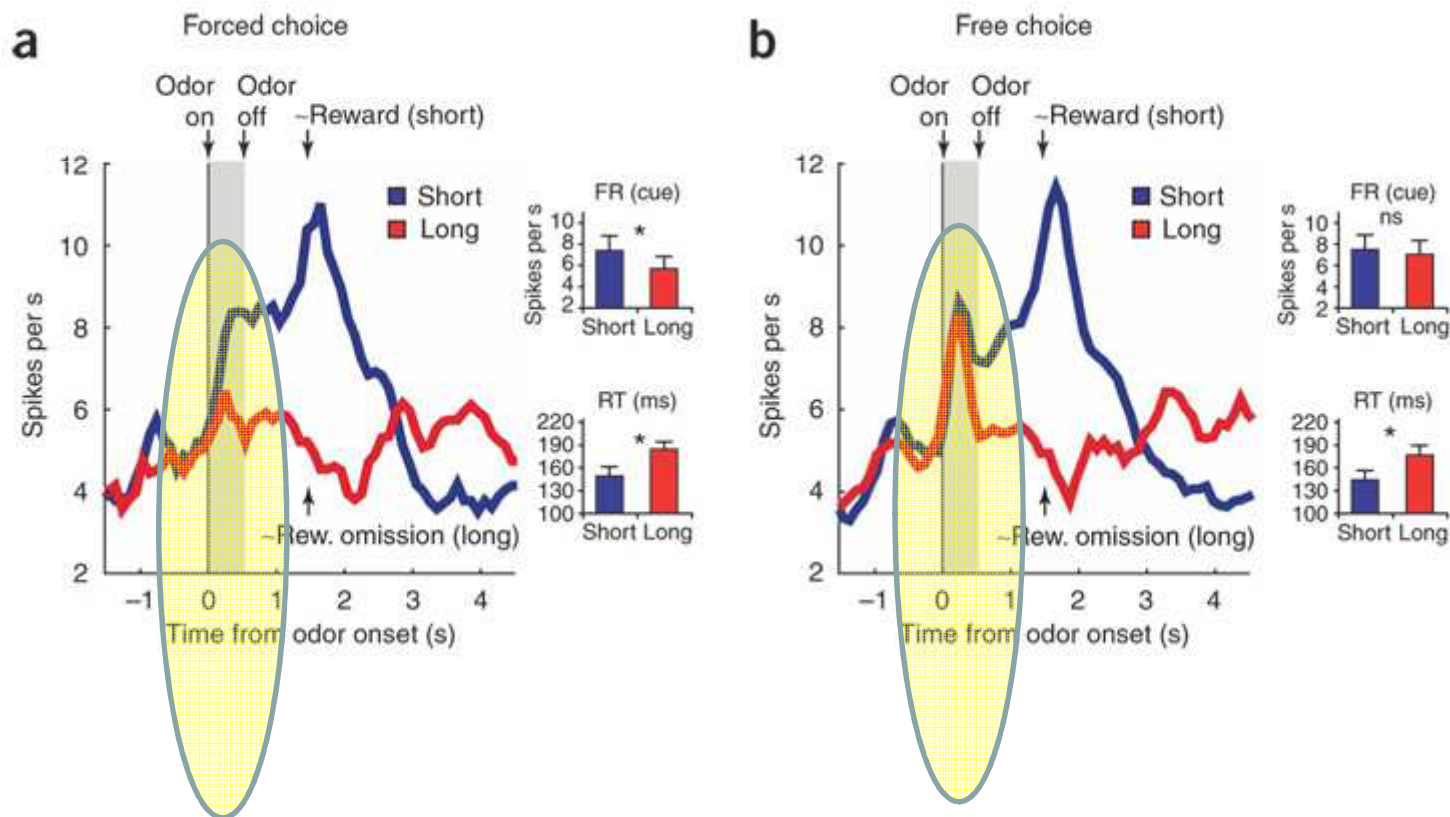 a
Forced choice
Odor on
Odor off
~Reward (short)
12
10
8
6
4
2
Spikes per s
Short
Long
−1 0 1 2 3 4
Time from odor onset (s)
~Rew. omission (long)
FR (cue)
*
10
8
6
4
2
Spikes per s
Short Long
RT (ms)
*
220
190
160
130
100
Short Long
b
Free choice
Odor on
Odor off
~Reward (short)
12
10
8
6
4
2
Spikes per s
Short
Long
−1 0 1 2 3 4
Time from odor onset (s)
~Rew. omission (long)
FR (cue)
ns
10
8
6
4
2
Spikes per s
Short Long
RT (ms)
*
220
190
160
130
100
Short Long